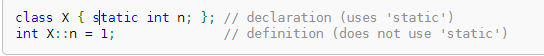 class X { static int n; }; // declaration (uses 'static')
int X::n = 1;              // definition (does not use 'static')